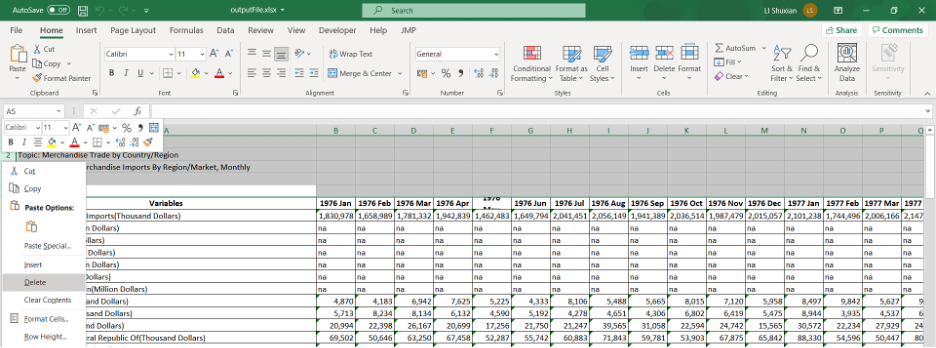 AutoSave Off outputFile.xlsx Search LI Shuxian LS
File Home Insert Page Layout Formulas Data Review View Developer Help JMP Share Comments
Paste Cut Copy Format Painter Clipboard
Calibri 11 A A B I U A Font
Wrap Text Merge & Center Alignment
General % 9 Number
Conditional Formatting Format as Table Cell Styles Styles
Insert Delete Format Cells
AutoSum Fill Clear Sort & Filter Find & Select Editing
Analyze Data Analysis Sensitivity Sensitivity
A5 fx
Calibri 11 A A % 9
B I A
A B C D E F G H I J K L M N O P Q
2 Topic: Merchandise Trade by Country/Region
rchandise Imports By Region/Market, Monthly
Variables 1976 Jan 1976 Feb 1976 Mar 1976 Apr 1976 May 1976 Jun 1976 Jul 1976 Aug 1976 Sep 1976 Oct 1976 Nov 1976 Dec 1977 Jan 1977 Feb 1977 Mar 1977
Imports(Thousand Dollars) 1,830,978 1,658,989 1,781,332 1,942,839 1,462,483 1,649,794 2,041,451 2,056,149 1,941,389 2,036,514 1,987,479 2,015,057 2,101,238 1,744,496 2,006,166 2,147
n Dollars) na na na na na na na na na na na na na na na na
llars) na na na na na na na na na na na na na na na na
Dollars) na na na na na na na na na na na na na na na na
n Dollars) na na na na na na na na na na na na na na na na
Dollars) na na na na na na na na na na na na na na na na
n(Million Dollars) na na na na na na na na na na na na na na na na
and Dollars) 4,870 4,183 6,942 7,625 5,225 4,333 8,106 5,488 5,665 8,015 7,120 5,958 8,497 9,842 5,627 9
sand Dollars) 5,713 8,234 8,134 6,132 4,590 5,192 4,278 4,651 4,306 6,802 6,419 5,475 8,944 3,935 4,537 6
nd Dollars) 20,994 22,398 26,167 20,699 17,256 21,750 21,247 39,565 31,058 22,594 24,742 15,565 30,572 22,234 27,929 24
ral Republic Of(Thousand Dollars) 69,502 50,646 63,250 67,458 52,287 55,742 60,883 71,843 59,781 53,903 67,875 65,842 88,330 54,596 50,447 80
Cut
Copy
Paste Options:
Paste Special...
Insert
Delete
Clear Contents
Format Cells...
Row Height...